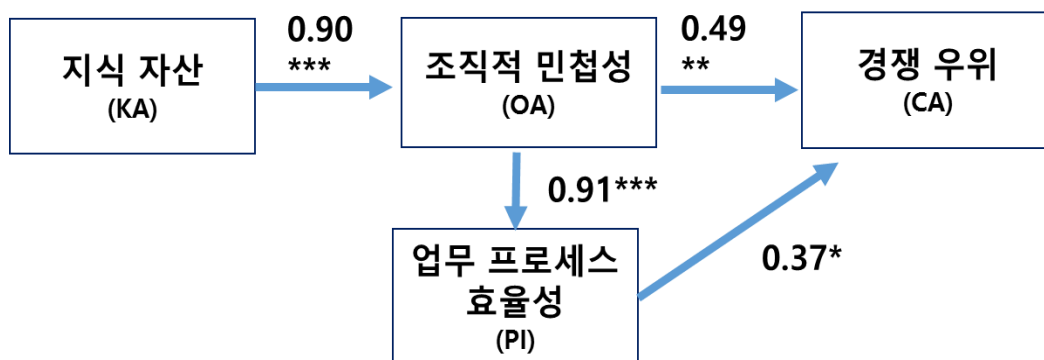 지식 자산
(KA)
0.90
***
조직적 민첩성
(OA)
0.49
**
경쟁 우위
(CA)
0.91***
업무 프로세스
효율성
(PI)
0.37*